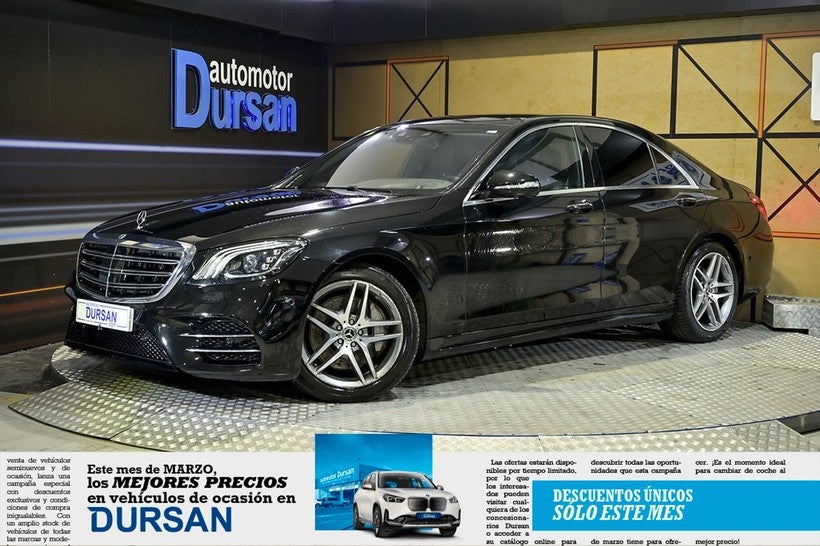 automotor
Dursan
Dursan
automotor
DURSAN
venta de vehículos
seminuevos y de
ocasión, lanza una
campaña especial
con descuentos
exclusivos y condi-
ciones de compra
inigualables. Con
un amplio stock de
vehículos de todas
las marcas y mode-
Este mes de MARZO,
los MEJORES PRECIOS
en vehículos de ocasión en
DURSAN
Dursan
Las ofertas estarán dispo-
nibles por tiempo limitado,
por lo que
los interesa-
dos pueden
visitar cual-
quiera de los
concesiona-
rios Dursan
o acceder a
su catálogo online para
descubrir todas las oportu-
nidades que esta campaña
de marzo tiene para ofre-
cer. ¡Es el momento ideal
para cambiar de coche al
mejor precio!
DESCUENTOS ÚNICOS
SÓLO ESTE MES